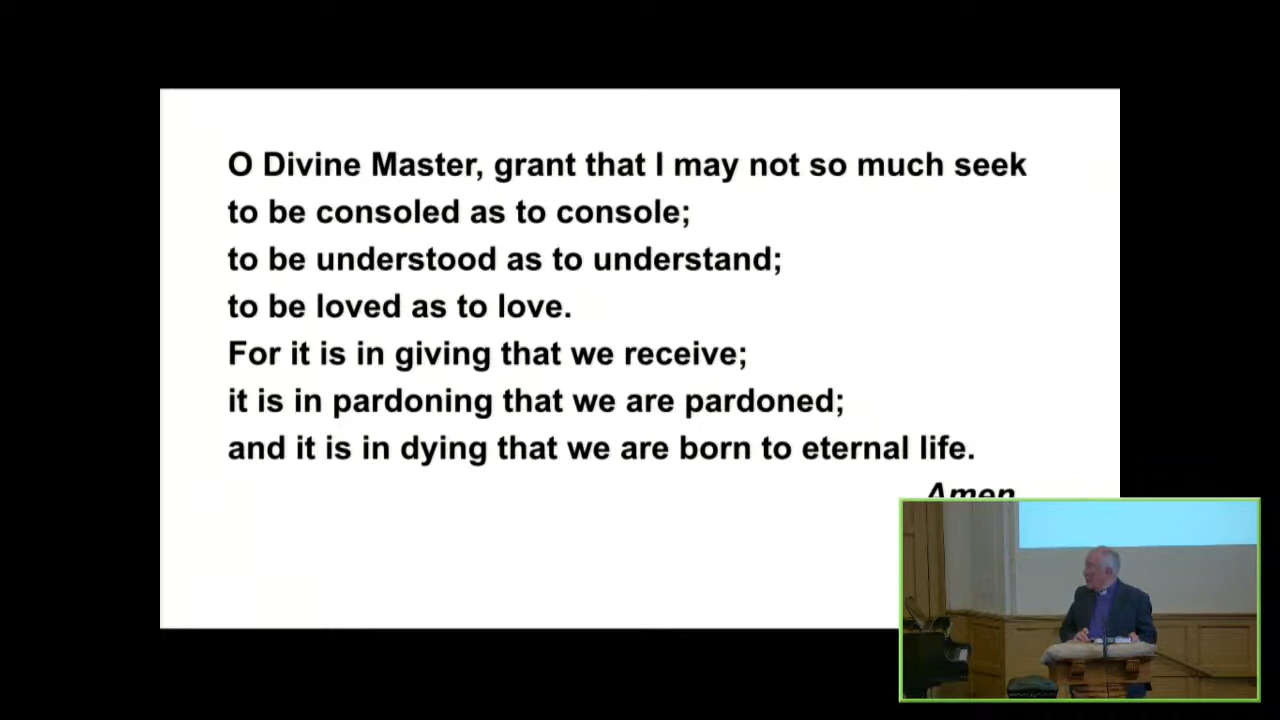 O Divine Master, grant that I may not so much seek
to be consoled as to console;
to be understood as to understand;
to be loved as to love.
For it is in giving that we receive;
it is in pardoning that we are pardoned;
and it is in dying that we are born to eternal life.
Amen